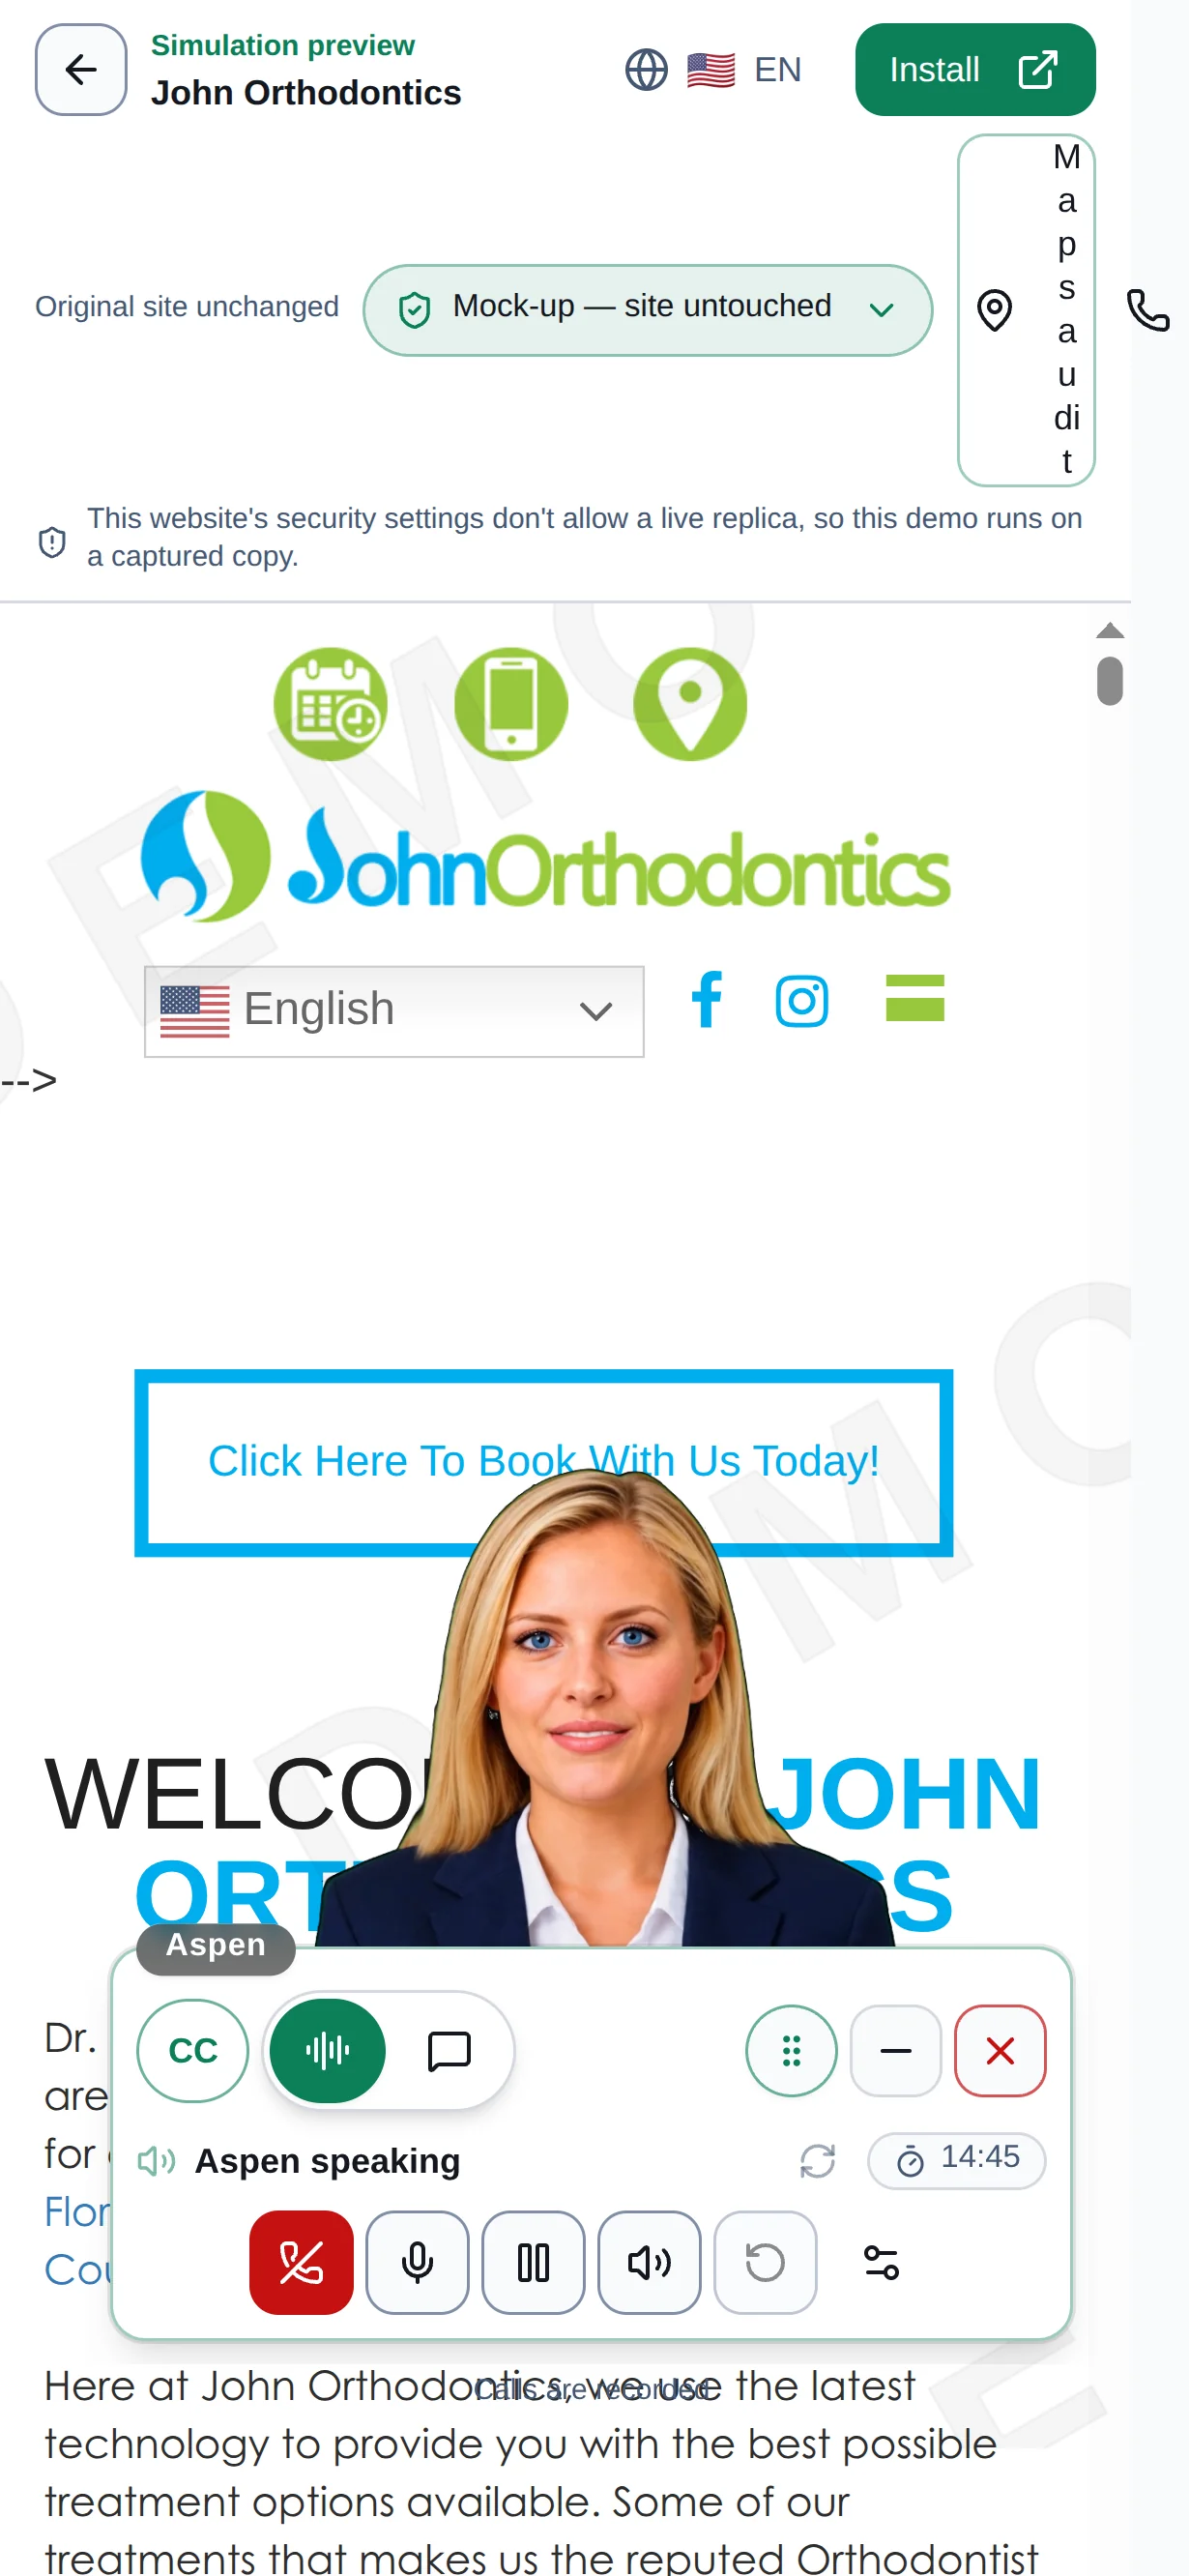 Simulation preview
John Orthodontics
EN
Install
Original site unchanged
Mock-up — site untouched
M
a
p
s
a
u
di
t
This website's security settings don't allow a live replica, so this demo runs on
a captured copy.
JohnOrthodontics
English
-->
Click Here To Book With Us Today!
WELCO JOHN
ORT CS
Aspen
Dr.
CC
are
for
Aspen speaking
14:45
Flor
Cou
Here at John Orthodontics, we use the latest
Calls are recorded
technology to provide you with the best possible
treatment options available. Some of our
treatments that makes us the reputed Orthodontist
DEMO
DEMO